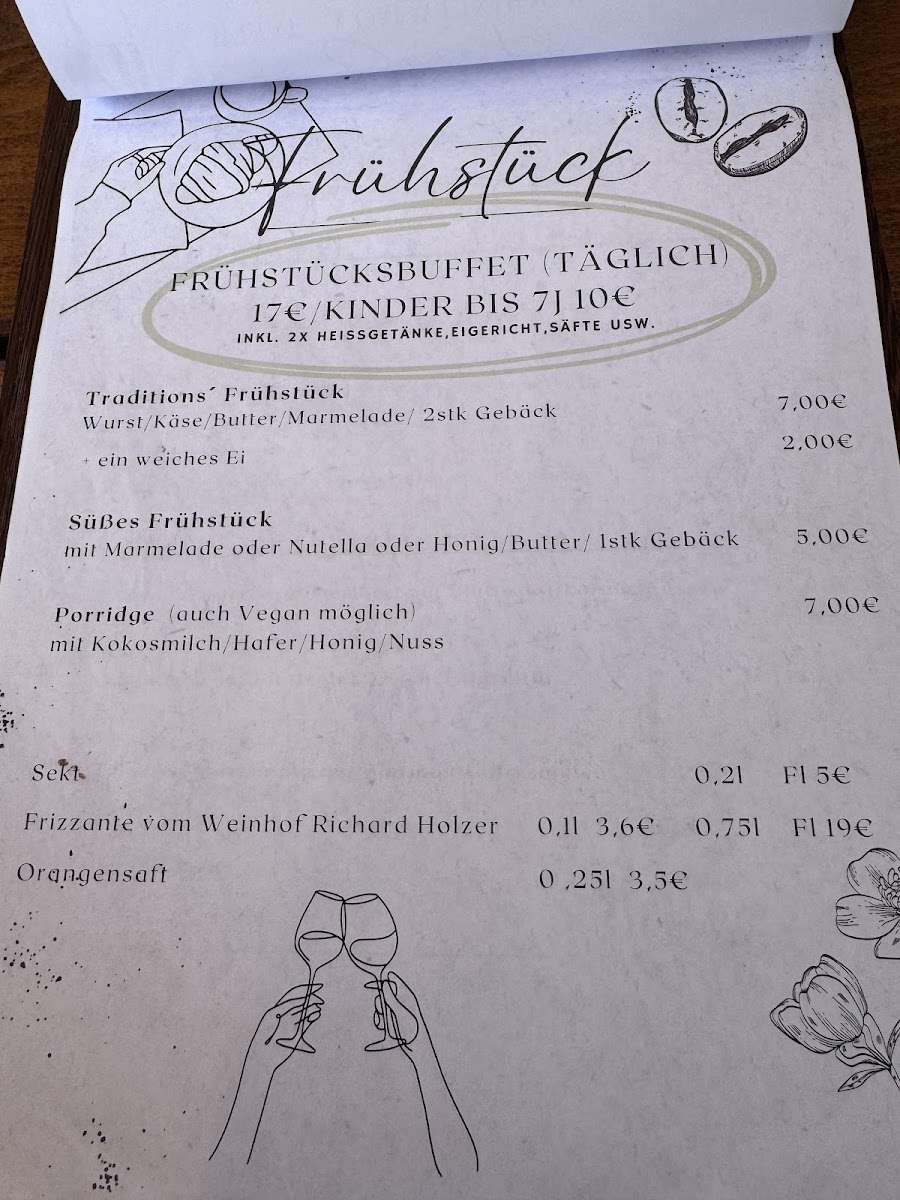 Frühstück
FRÜHSTÜCKSBUFFET (TÄGLICH)
17€/KINDER BIS 7J 10€
INKL. 2X HEISSGETÄNKE,EIGERICHT,SÄFTE USW.
Traditions´ Frühstück
Wurst/Käse/Butter/Marmelade/ 2stk Gebäck 7,00€
+ ein weiches Ei 2,00€
Süßes Frühstück
mit Marmelade oder Nutella oder Honig/Butter/ 1stk Gebäck 5,00€
Porridge (auch Vegan möglich) 7,00€
mit Kokosmilch/Hafer/Honig/Nuss
Sekt 0,2l Fl 5€
Frizzante vom Weinhof Richard Holzer 0,1l 3,6€ 0,75l Fl 19€
Orangensaft 0 ,25l 3,5€